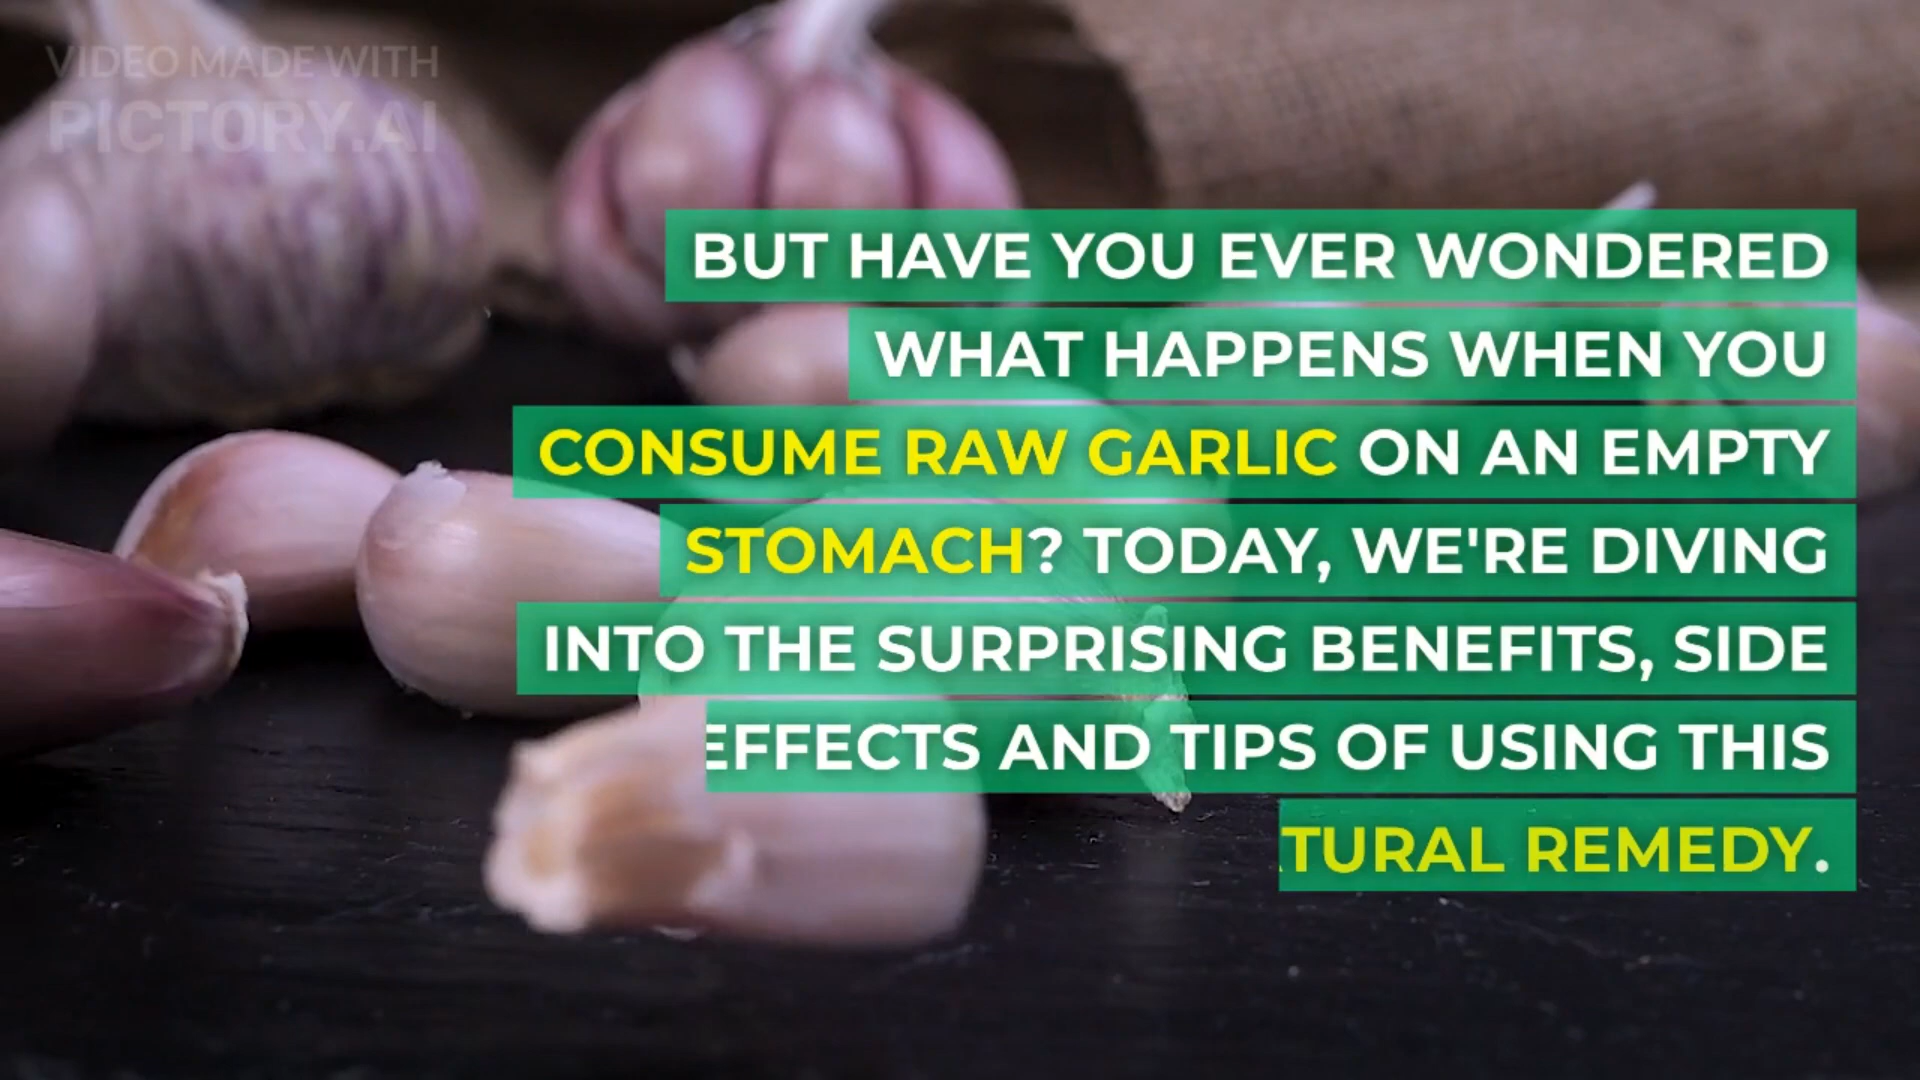 VIDEO MADE WITH
PICTORY.AI
BUT HAVE YOU EVER WONDERED
WHAT HAPPENS WHEN YOU
CONSUME RAW GARLIC ON AN EMPTY
STOMACH? TODAY, WE'RE DIVING
INTO THE SURPRISING BENEFITS, SIDE
EFFECTS AND TIPS OF USING THIS
TURAL REMEDY.